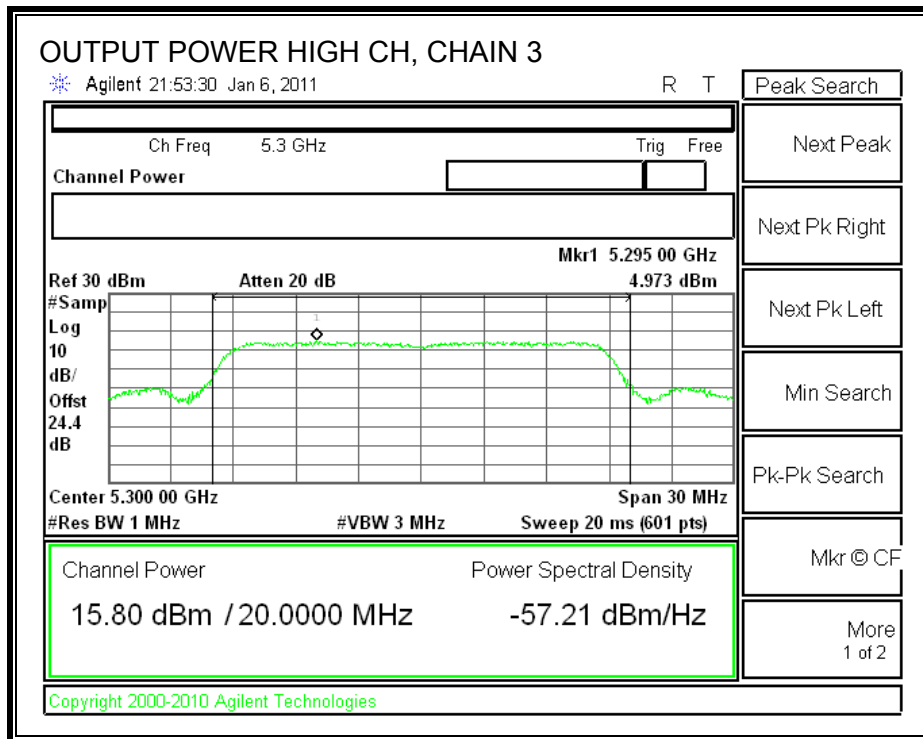 OUTPUT POWER HIGH CH, CHAIN 3
Agilent 21:53:30 Jan 6, 2011 R T
Peak Search
Ch Freq 5.3 GHz Trig Free
Channel Power
Mkr1 5.295 00 GHz
Ref 30 dBm Atten 20 dB 4.973 dBm
#Samp
Log
10
dB/
Offst
24.4
dB
1
Center 5.300 00 GHz Span 30 MHz
#Res BW 1 MHz #VBW 3 MHz Sweep 20 ms (601 pts)
Channel Power Power Spectral Density
15.80 dBm / 20.0000 MHz -57.21 dBm/Hz
Copyright 2000-2010 Agilent Technologies
Next Peak
Next Pk Right
Next Pk Left
Min Search
Pk-Pk Search
Mkr © CF
More
1 of 2